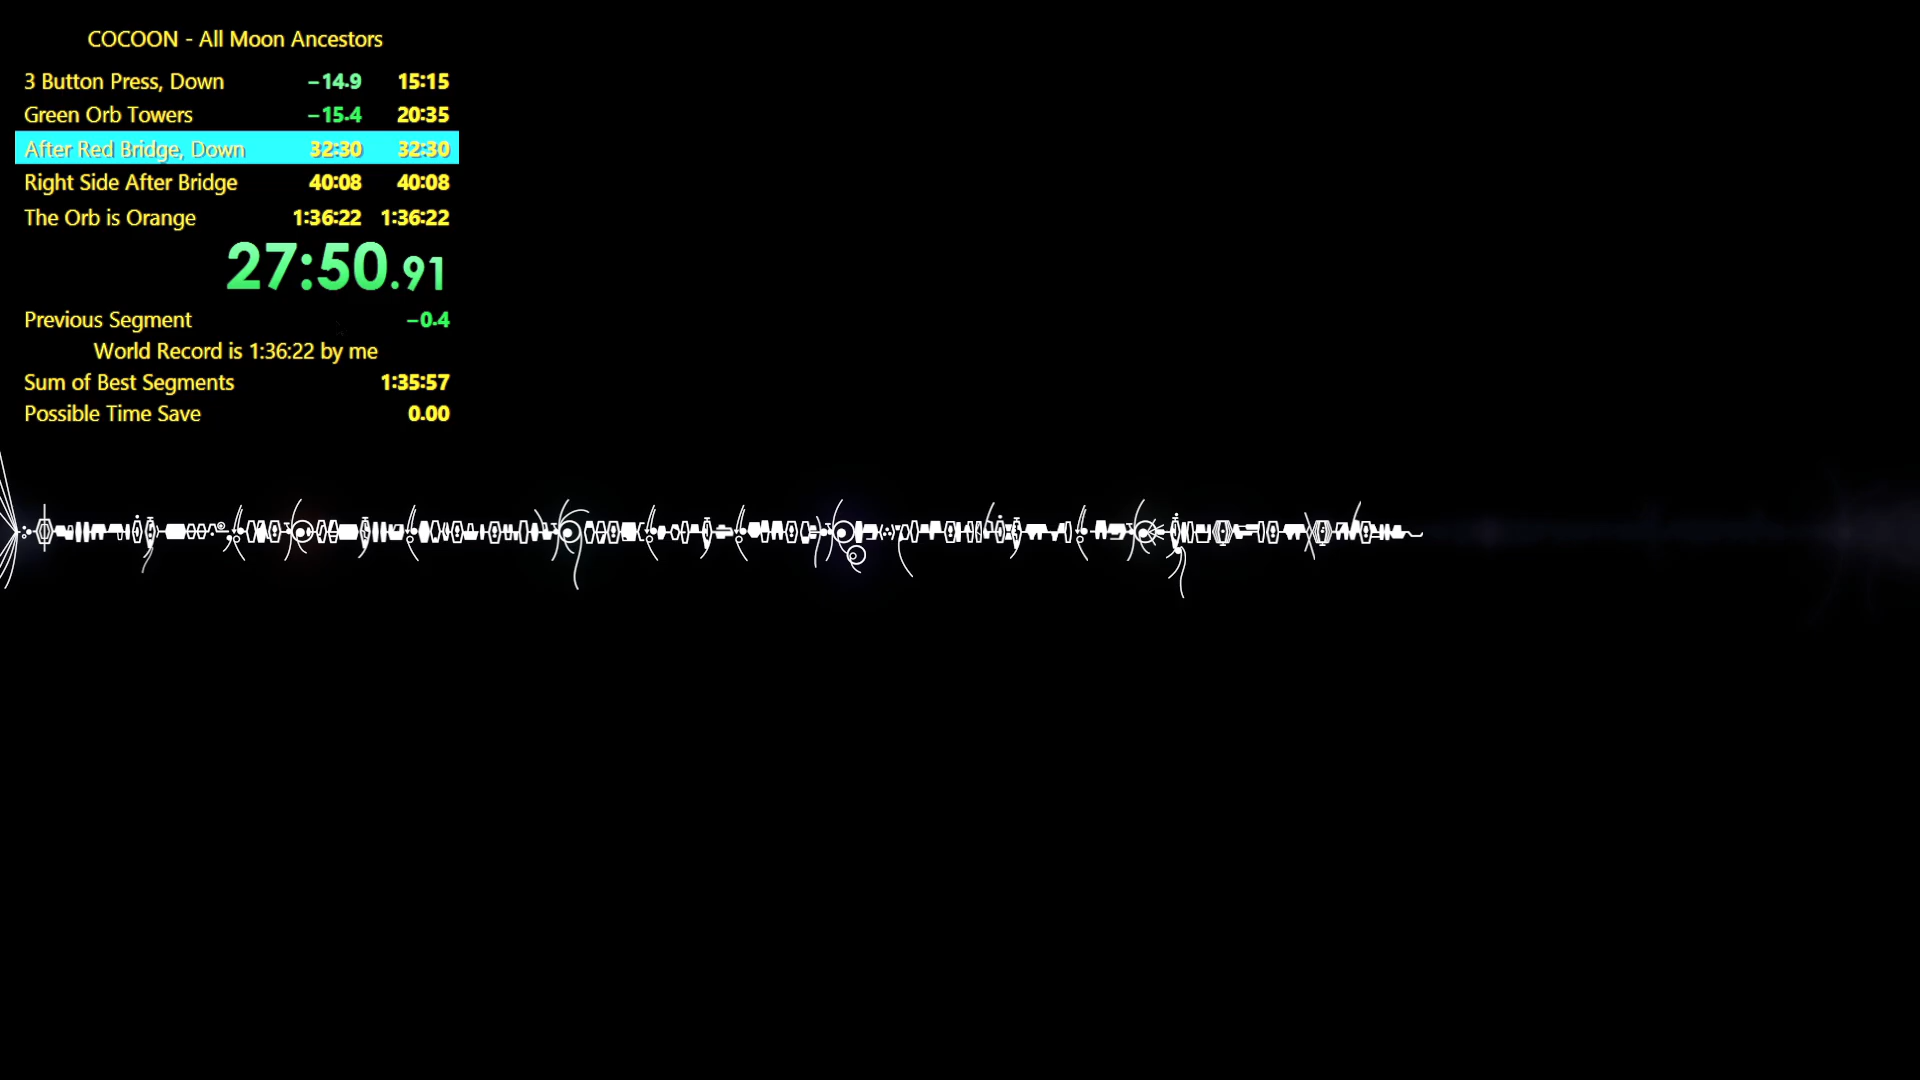 COCOON - All Moon Ancestors
3 Button Press, Down −14.9 15:15
Green Orb Towers −15.4 20:35
After Red Bridge, Down 32:30 32:30
Right Side After Bridge 40:08 40:08
The Orb is Orange 1:36:22 1:36:22
27:50.91
Previous Segment −0.4
World Record is 1:36:22 by me
Sum of Best Segments 1:35:57
Possible Time Save 0.00